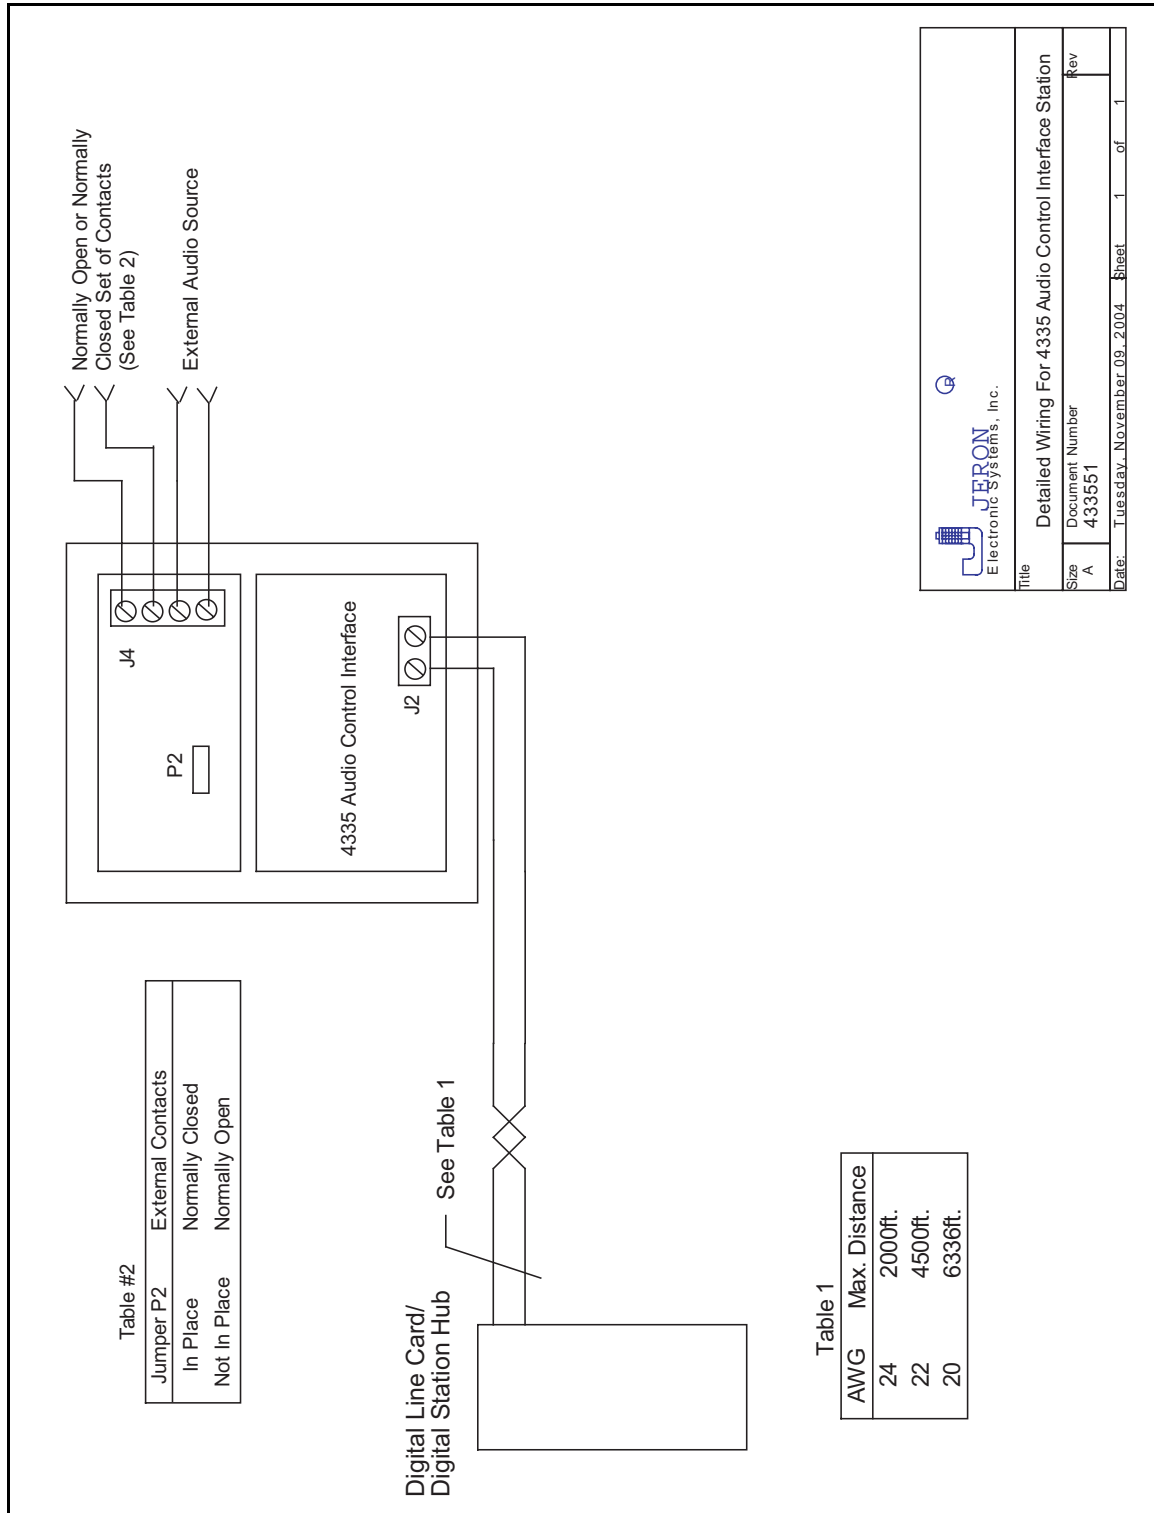 Table #2
Jumper P2 External Contacts
In Place Normally Closed
Not In Place Normally Open
P2
J4
Normally Open or Normally
Closed Set of Contacts
(See Table 2)
External Audio Source
4335 Audio Control Interface
J2
Digital Line Card/
Digital Station Hub
See Table 1
Table 1
AWG Max. Distance
24 2000ft.
22 4500ft.
20 6336ft.
JERON
R
Electronic Systems, Inc.
Title
Detailed Wiring For 4335 Audio Control Interface Station
Size Document Number Rev
A 433551
Date: Tuesday, November 09, 2004 Sheet 1 of 1